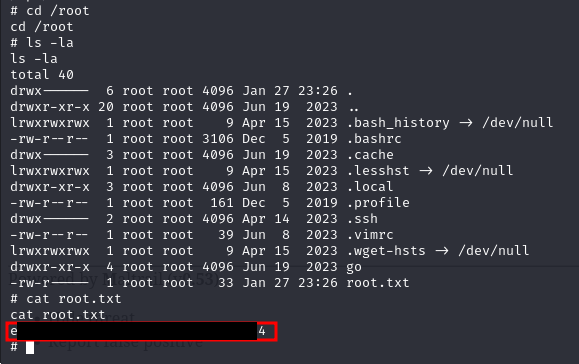 # cd /root
cd /root
# ls -la
ls -la
total 40
drwx------  6 root root 4096 Jan 27 23:26 .
drwxr-xr-x 20 root root 4096 Jun 19  2023 ..
lrwxrwxrwx  1 root root    9 Apr 15  2023 .bash_history -> /dev/null
-rw-r--r--  1 root root 3106 Dec  5  2019 .bashrc
drwx------  3 root root 4096 Jun 19  2023 .cache
lrwxrwxrwx  1 root root    9 Apr 15  2023 .lesshst -> /dev/null
drwxr-xr-x  3 root root 4096 Jun  8  2023 .local
-rw-r--r--  1 root root  161 Dec  5  2019 .profile
drwx------  2 root root 4096 Apr 14  2023 .ssh
-rw-r--r--  1 root root   39 Jun  8  2023 .vimrc
lrwxrwxrwx  1 root root    9 Apr 15  2023 .wget-hsts -> /dev/null
drwxr-xr-x  4 root root 4096 Jun 19  2023 go
-rw-r-----  1 root root   33 Jan 27 23:26 root.txt
# cat root.txt
cat root.txt
e 4
#